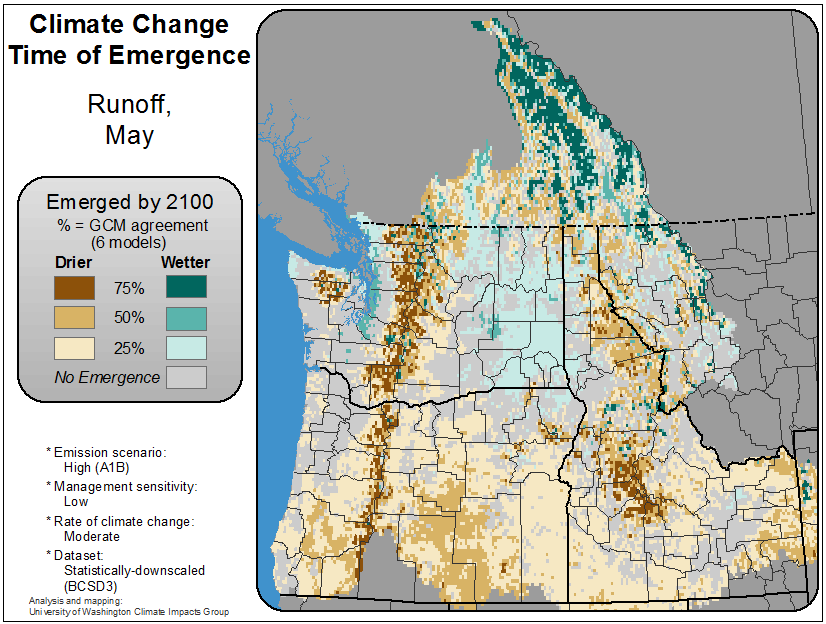 Climate Change
Time of Emergence
Runoff,
May
Emerged by 2100
% = GCM agreement
(6 models)
Drier Wetter
75%
50%
25%
No Emergence
* Emission scenario:
High (A1B)
* Management sensitivity:
Low
* Rate of climate change:
Moderate
* Dataset:
Statistically-downscaled
(BCSD3)
Analysis and mapping:
University of Washington Climate Impacts Group